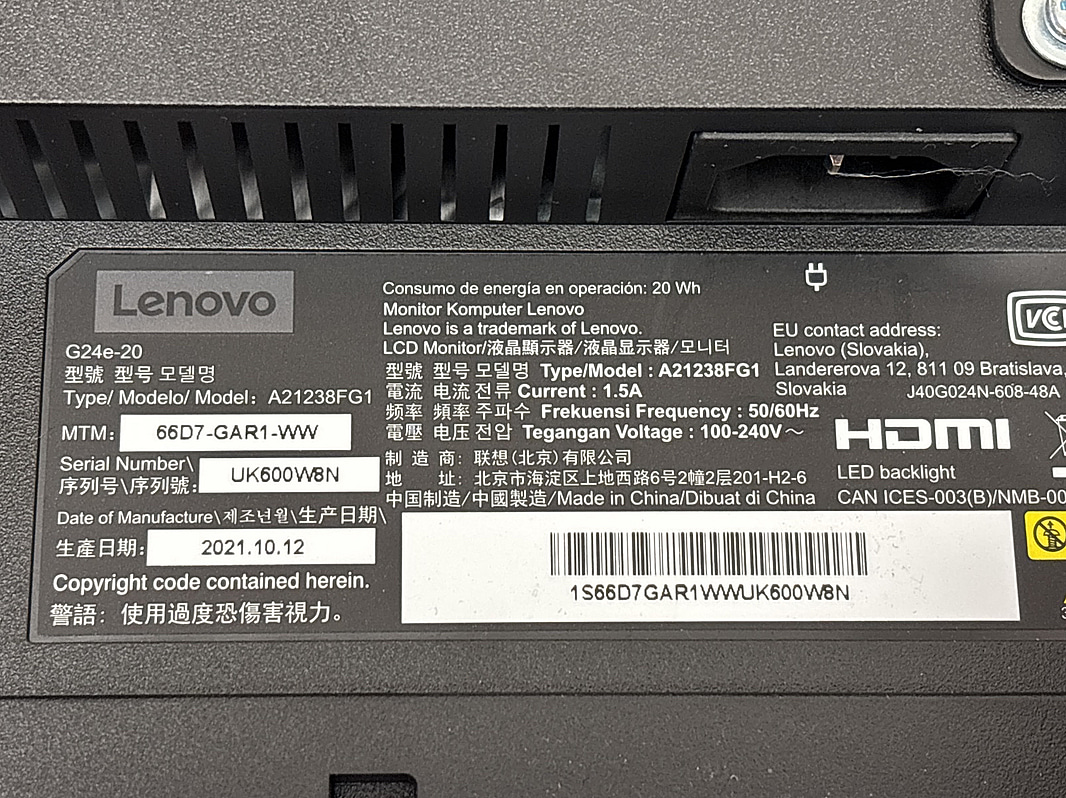 Lenovo
G24e-20
型號 型号 모델명
Type/ Modelo/ Model: A21238FG1
MTM: 66D7-GAR1-WW
Serial Number\
序列号\序列號: UK600W8N
Date of Manufacture\제조년월\生产日期\
生產日期: 2021.10.12
Copyright code contained herein.
警語: 使用過度恐傷害視力。
Consumo de energía en operación: 20 Wh
Monitor Komputer Lenovo
Lenovo is a trademark of Lenovo.
LCD Monitor/液晶顯示器/液晶显示器/모니터
型號 型号 모델명 Type/Model : A21238FG1
電流 电流 전류 Current : 1.5A
频率 頻率 주파수 Frekuensi Frequency : 50/60Hz
電壓 电压 전압 Tegangan Voltage : 100-240V～
制 造 商: 联想(北京)有限公司
地 址: 北京市海淀区上地西路6号2幢2层201-H2-6
中国制造/中國製造/Made in China/Dibuat di China
1S66D7GAR1WWUK600W8N
EU contact address:
Lenovo (Slovakia),
Landererova 12, 811 09 Bratislava,
Slovakia
J40G024N-608-48A
HDMI
LED backlight
CAN ICES-003(B)/NMB-00